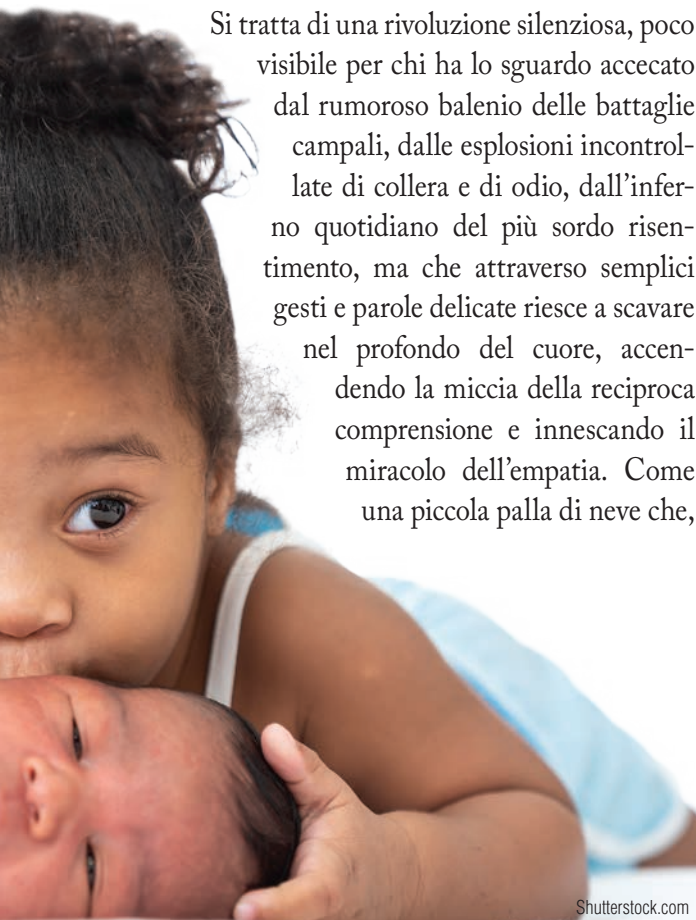 Si tratta di una rivoluzione silenziosa, poco
visibile per chi ha lo sguardo accecato
dal rumoroso balenio delle battaglie
campali, dalle esplosioni incontrol-
late di collera e di odio, dall’infer-
no quotidiano del più sordo risen-
timento, ma che attraverso semplici
gesti e parole delicate riesce a scavare
nel profondo del cuore, accen-
dendo la miccia della reciproca
comprensione e innescando il
miracolo dell’empatia. Come
una piccola palla di neve che,
Shutterstock.com